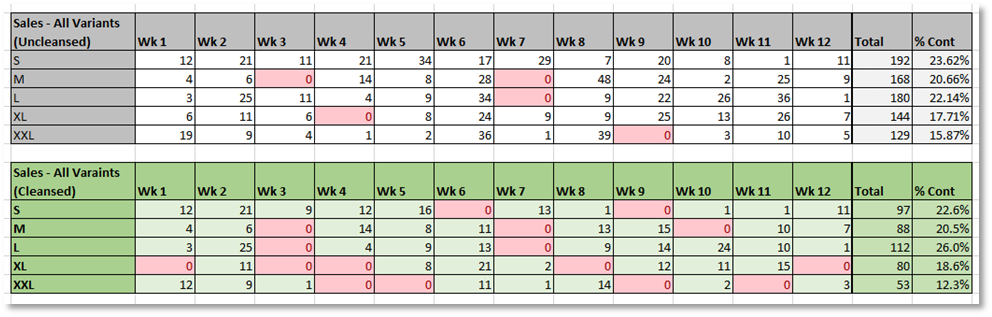 Sales - All Variants
(Uncleansed) Wk 1 Wk 2 Wk 3 Wk 4 Wk 5 Wk 6 Wk 7 Wk 8 Wk 9 Wk 10 Wk 11 Wk 12 Total % Cont
S 12 21 11 21 34 17 29 7 20 8 1 11 192 23.62%
M 4 6 0 14 8 28 0 48 24 2 25 9 168 20.66%
L 3 25 11 4 9 34 0 9 22 26 36 1 180 22.14%
XL 6 11 6 0 8 24 9 9 25 13 26 7 144 17.71%
XXL 19 9 4 1 2 36 1 39 0 3 10 5 129 15.87%
Sales - All Varaints
(Cleansed) Wk 1 Wk 2 Wk 3 Wk 4 Wk 5 Wk 6 Wk 7 Wk 8 Wk 9 Wk 10 Wk 11 Wk 12 Total % Cont
S 12 21 9 12 16 0 13 1 0 1 1 11 97 22.6%
M 4 6 0 14 8 11 0 13 15 0 10 7 88 20.5%
L 3 25 0 4 9 13 0 9 14 24 10 1 112 26.0%
XL 0 11 0 0 8 21 2 0 12 11 15 0 80 18.6%
XXL 12 9 1 0 0 11 1 14 0 2 0 3 53 12.3%